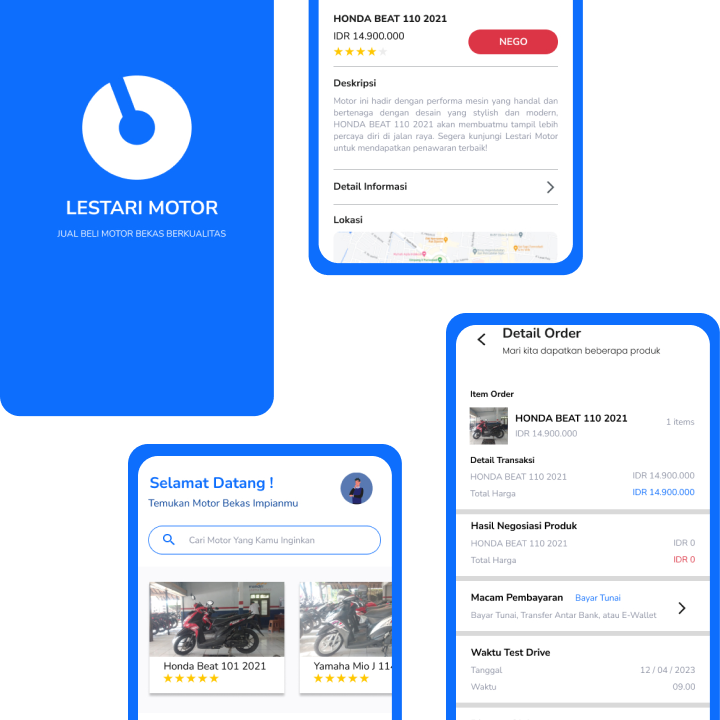 LESTARI MOTOR
JUAL BELI MOTOR BEKAS BERKUALITAS
HONDA BEAT 110 2021
IDR 14.900.000
NEGO
Deskripsi
Motor ini hadir dengan performa mesin yang handal dan
bertenaga dengan desain yang stylish dan modern.
HONDA BEAT 110 2021 akan membuatmu tampil lebih
percaya diri di jalan raya. Segera kunjungi Lestari Motor
untuk mendapatkan penawaran terbaik!
Detail Informasi
Lokasi
Selamat Datang !
Temukan Motor Bekas Impianmu
Cari Motor Yang Kamu Inginkan
Honda Beat 101 2021
Yamaha Mio J 11
Detail Order
Mari kita dapatkan beberapa produk
Item Order
HONDA BEAT 110 2021
1 items
IDR 14.900.000
Detail Transaksi
HONDA BEAT 110 2021 IDR 14.900.000
Total Harga IDR 14.900.000
Hasil Negosiasi Produk
HONDA BEAT 110 2021 IDR 0
Total Harga IDR 0
Macam Pembayaran Bayar Tunai
Bayar Tunai, Transfer Antar Bank, atau E-Wallet
Waktu Test Drive
Tanggal 12 / 04 / 2023
Waktu 09.00